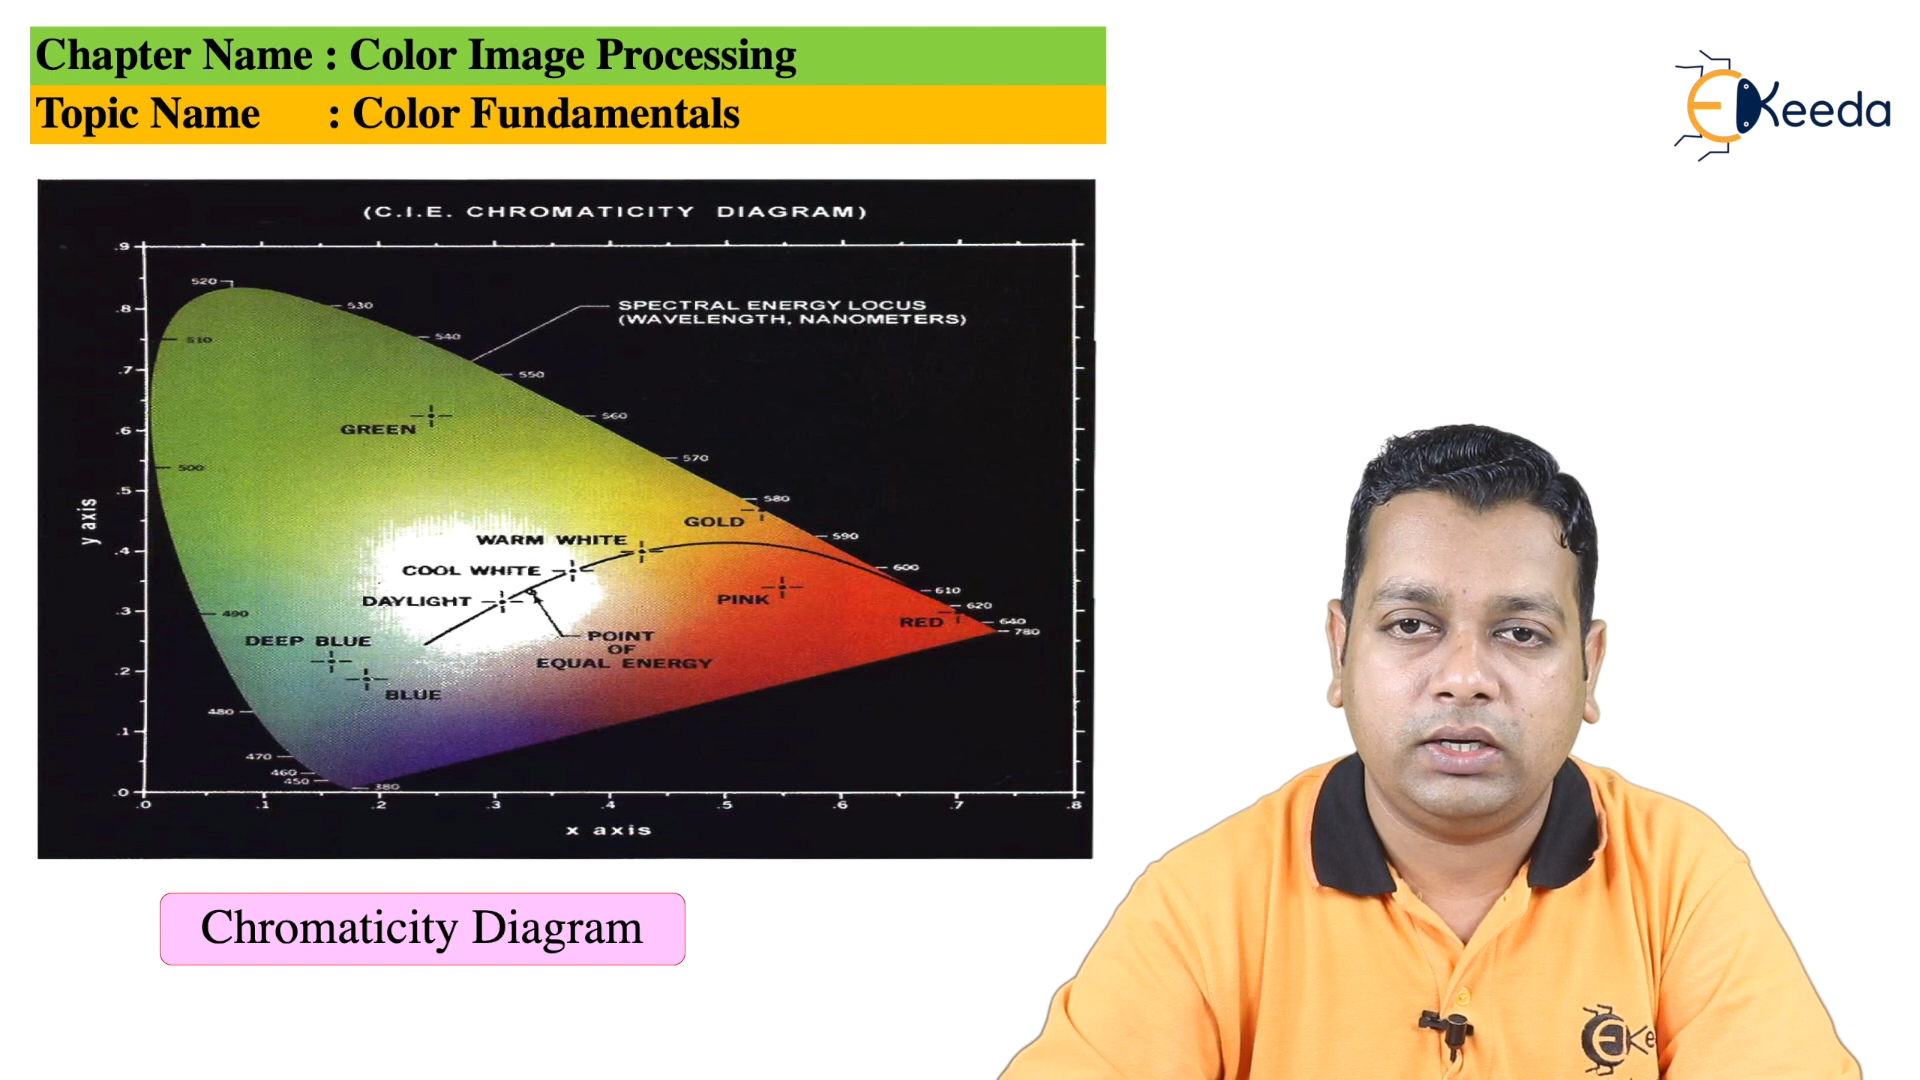 Chapter Name : Color Image Processing
Topic Name : Color Fundamentals
EKeeda
(C.I.E. CHROMATICITY DIAGRAM)
.9
520
530
.8
SPECTRAL ENERGY LOCUS
(WAVELENGTH, NANOMETERS)
510
540
.7
550
560
GREEN
.6
570
500
.5
580
GOLD
y axis
590
WARM WHITE
.4
COOL WHITE
600
610
DAYLIGHT
PINK
620
.3
490
RED
640
780
DEEP BLUE
POINT
OF
EQUAL ENERGY
.2
BLUE
480
.1
470
460
450
380
.0
.0 .1 .2 .3 .4 .5 .6 .7 .8
x axis
Chromaticity Diagram
EKe